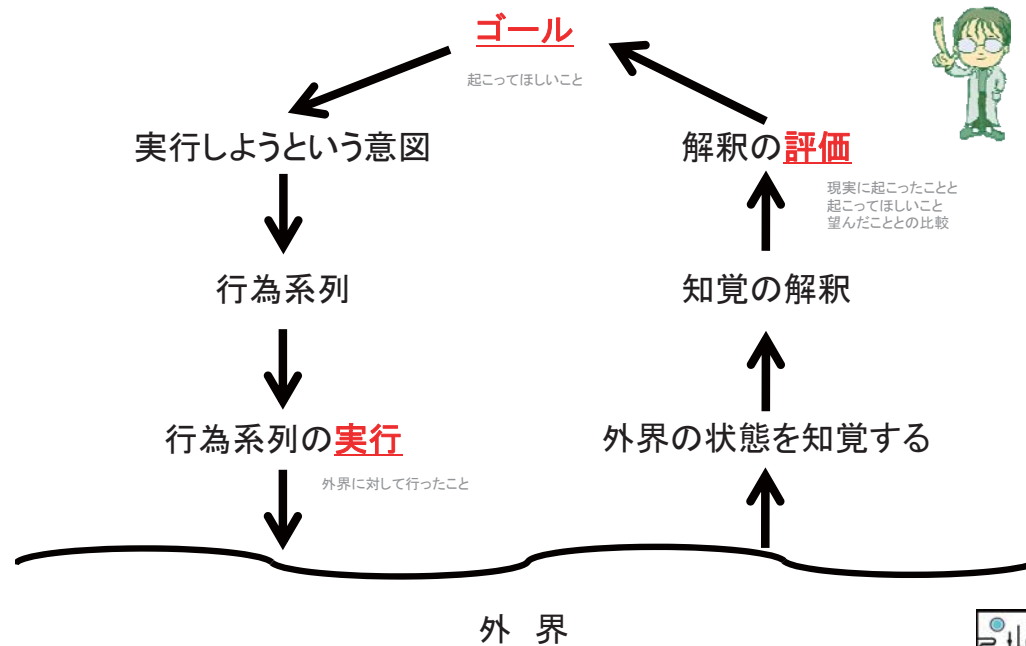 ゴール
起こってほしいこと
実行しようという意図
解釈の評価
現実に起こったことと
起こってほしいこと
望んだこととの比較
行為系列
知覚の解釈
行為系列の実行
外界の状態を知覚する
外界に対して行ったこと
外 界